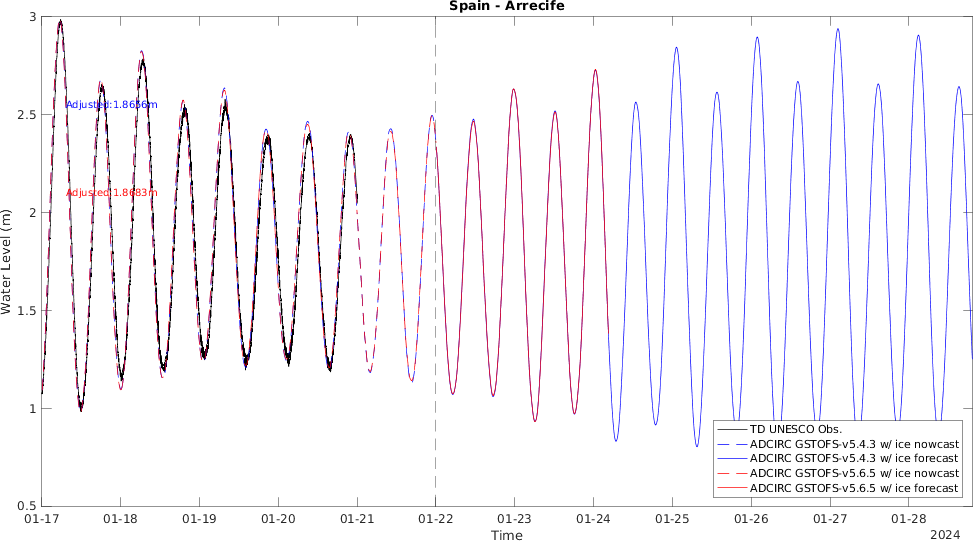 Spain - Arrecife
3
2.5
2
1.5
1
0.5
Water Level (m)
Adjusted:1.8656m
Adjusted:1.8683m
TD UNESCO Obs.
ADCIRC GSTOFS-v5.4.3 w/ ice nowcast
ADCIRC GSTOFS-v5.4.3 w/ ice forecast
ADCIRC GSTOFS-v5.6.5 w/ ice nowcast
ADCIRC GSTOFS-v5.6.5 w/ ice forecast
01-17 01-18 01-19 01-20 01-21 01-22 01-23 01-24 01-25 01-26 01-27 01-28
Time
2024